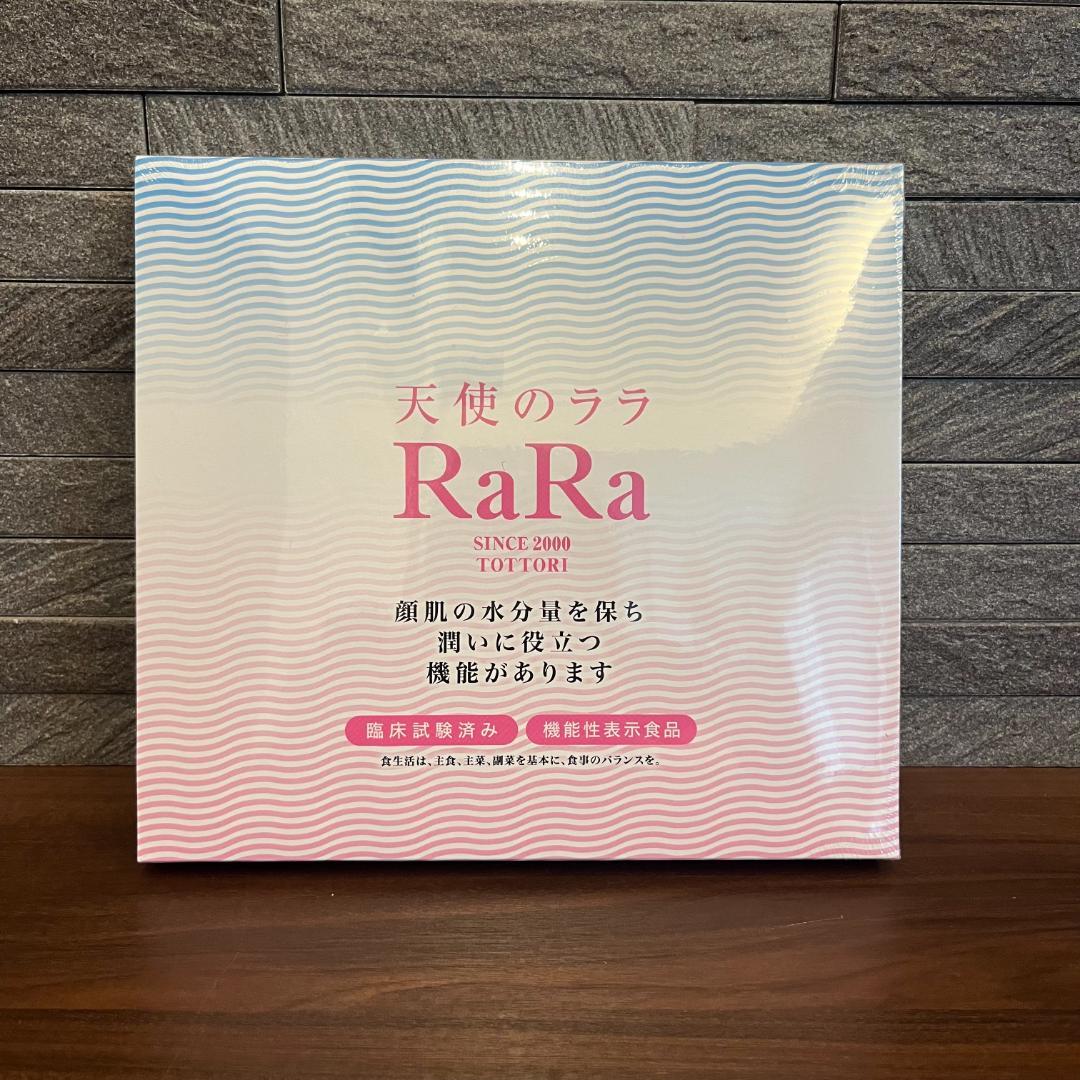 天使のララ
RaRa
SINCE 2000
TOTTORI
顔肌の水分量を保ち
潤いに役立つ
機能があります
臨床試験済み 機能性表示食品
食生活は、主食、主菜、副菜を基本に、食事のバランスを。